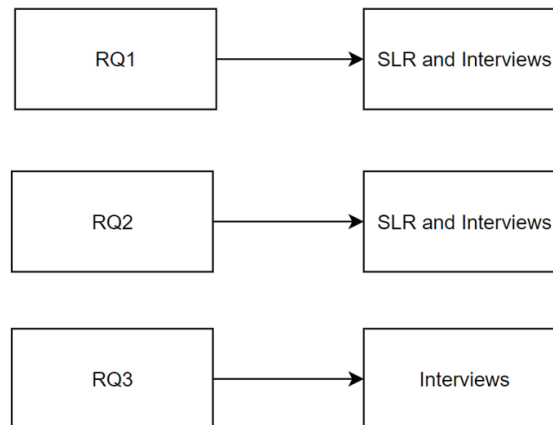 RQ1
SLR and Interviews
RQ2
SLR and Interviews
RQ3
Interviews